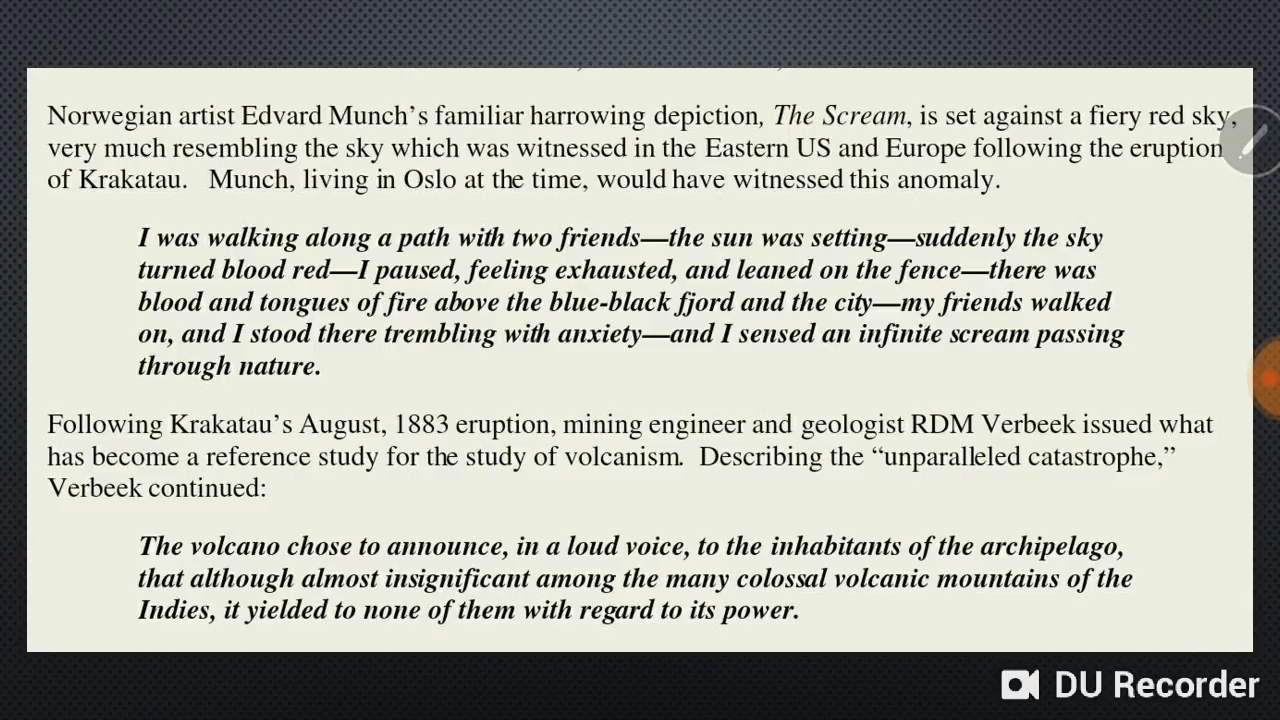 Norwegian artist Edvard Munch's familiar harrowing depiction, The Scream, is set against a fiery red sky,
very much resembling the sky which was witnessed in the Eastern US and Europe following the eruption
of Krakatau. Munch, living in Oslo at the time, would have witnessed this anomaly.
I was walking along a path with two friends—the sun was setting—suddenly the sky
turned blood red—I paused, feeling exhausted, and leaned on the fence—there was
blood and tongues of fire above the blue-black fjord and the city—my friends walked
on, and I stood there trembling with anxiety—and I sensed an infinite scream passing
through nature.
Following Krakatau's August, 1883 eruption, mining engineer and geologist RDM Verbeek issued what
has become a reference study for the study of volcanism. Describing the “unparalleled catastrophe,”
Verbeek continued:
The volcano chose to announce, in a loud voice, to the inhabitants of the archipelago,
that although almost insignificant among the many colossal volcanic mountains of the
Indies, it yielded to none of them with regard to its power.
DU Recorder